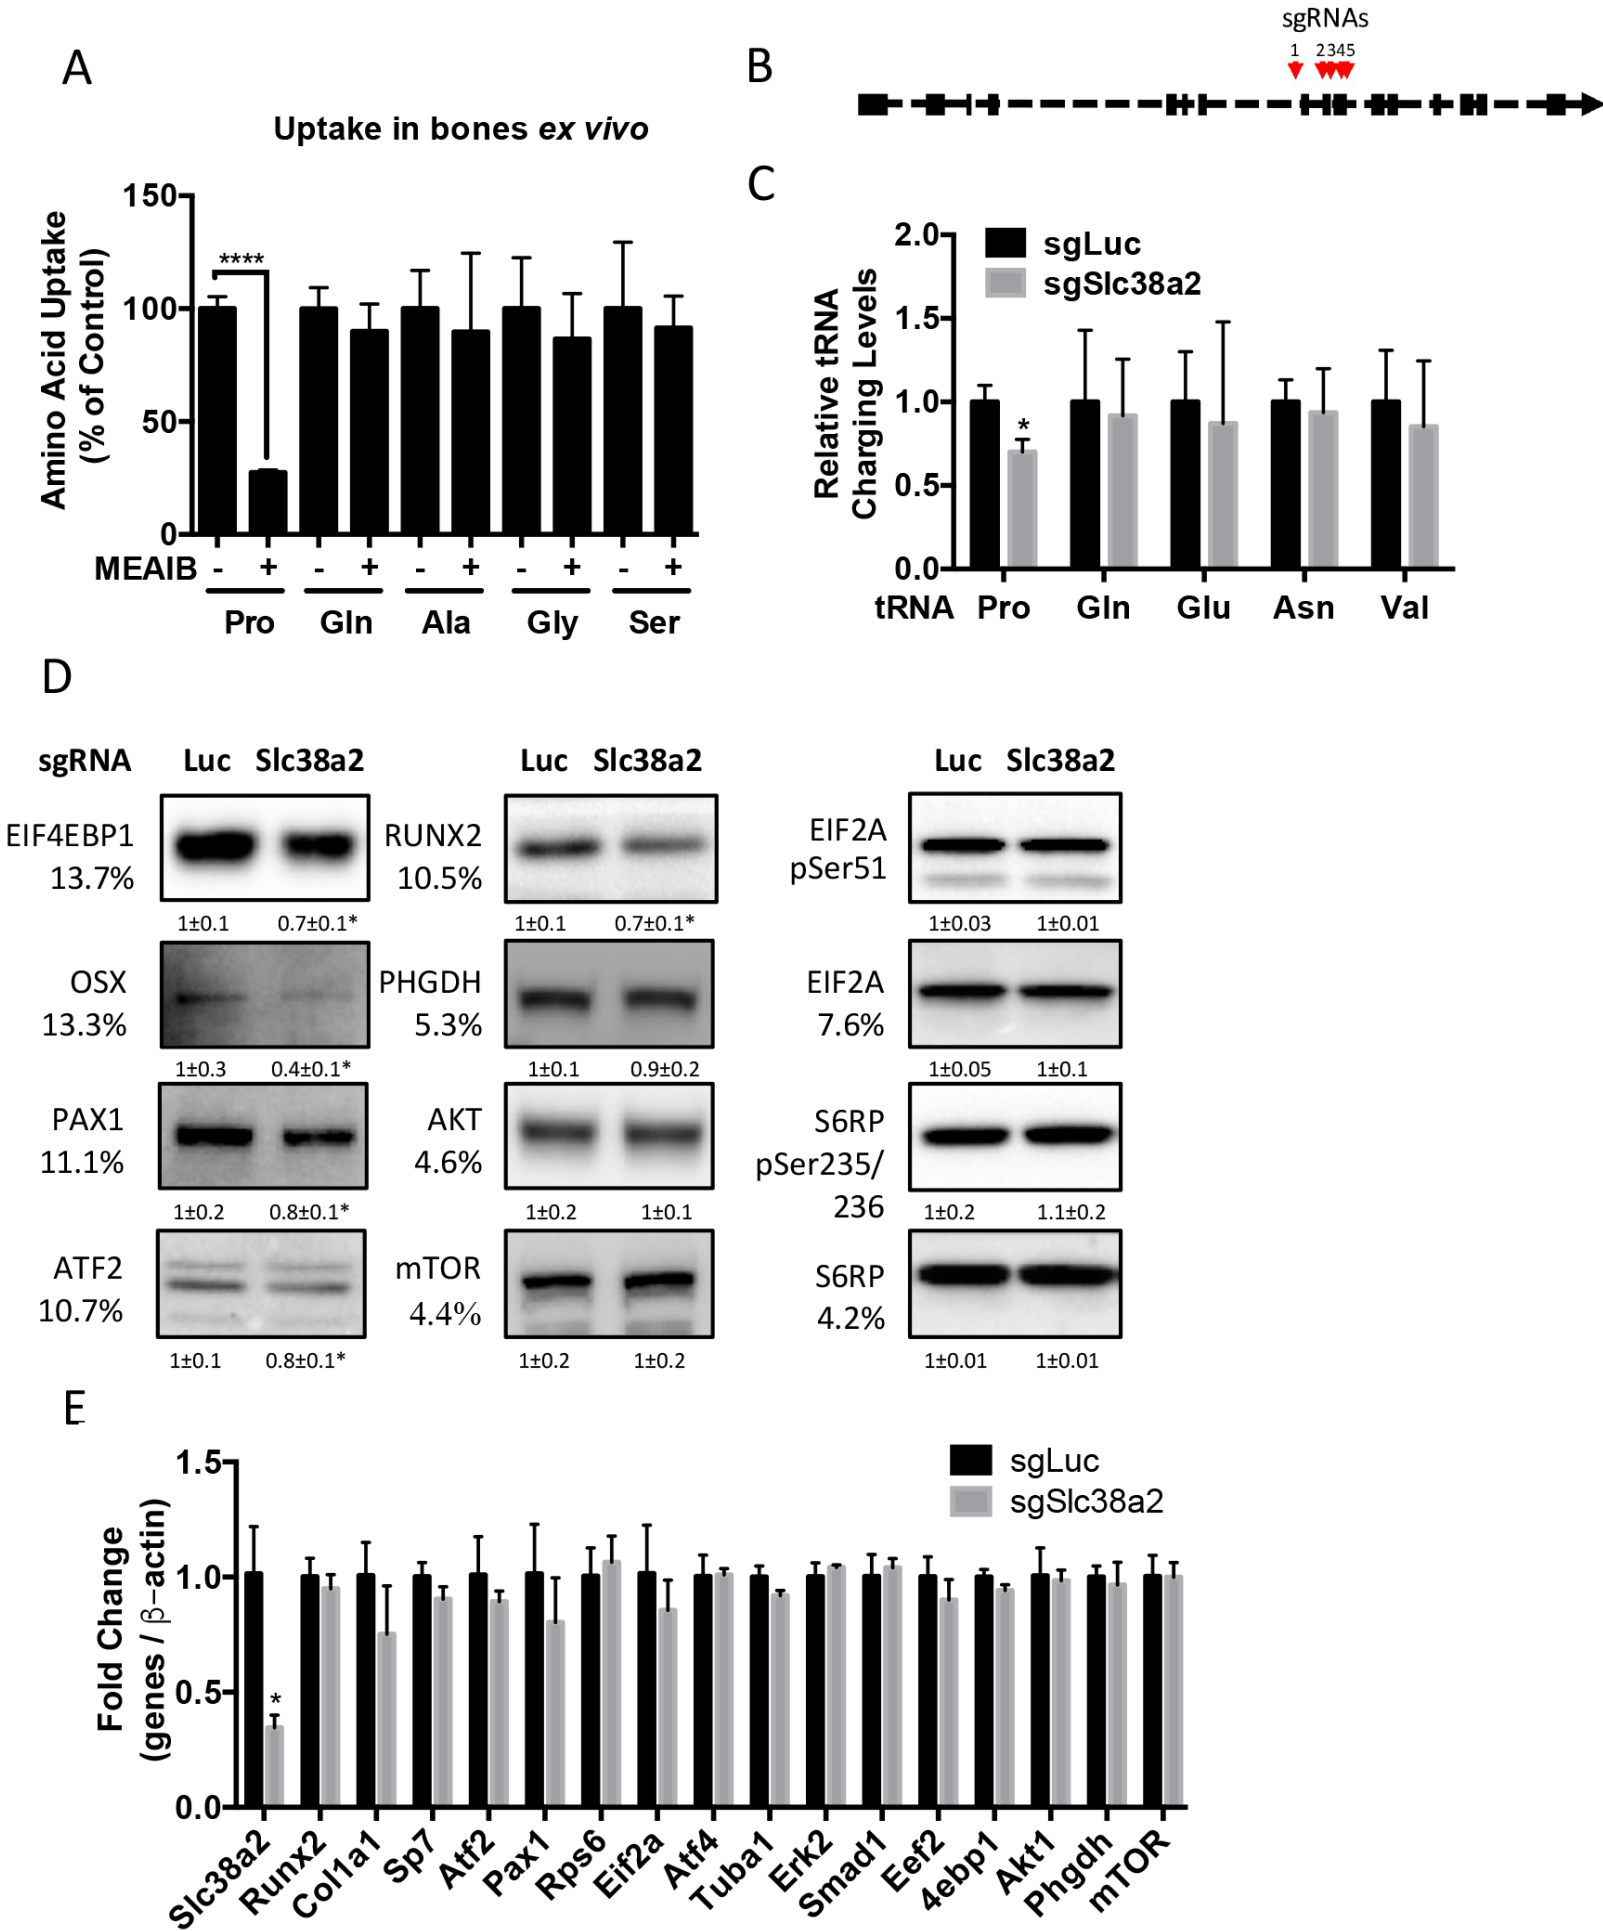 A
Uptake in bones ex vivo
Amino Acid Uptake
(% of Control)
150
100
50
0
****
MEAIB - + - + - + - + - +
Pro Gln Ala Gly Ser
B
sgRNAs
1 2345
C
Relative tRNA
Charging Levels
2.0
1.5
1.0
0.5
0.0
sgLuc
sgSlc38a2
*
tRNA Pro Gln Glu Asn Val
D
sgRNA Luc Slc38a2
EIF4EBP1
13.7%
1±0.1 0.7±0.1*
OSX
13.3%
1±0.3 0.4±0.1*
PAX1
11.1%
1±0.2 0.8±0.1*
ATF2
10.7%
1±0.1 0.8±0.1*
Luc Slc38a2
RUNX2
10.5%
1±0.1 0.7±0.1*
PHGDH
5.3%
1±0.1 0.9±0.2
AKT
4.6%
1±0.2 1±0.1
mTOR
4.4%
1±0.2 1±0.2
Luc Slc38a2
EIF2A
pSer51
1±0.03 1±0.01
EIF2A
7.6%
1±0.05 1±0.1
S6RP
pSer235/
236
1±0.2 1.1±0.2
S6RP
4.2%
1±0.01 1±0.01
E
Fold Change
(genes / β−actin)
1.5
1.0
0.5
0.0
sgLuc
sgSlc38a2
*
Slc38a2
Runx2
Col1a1
Sp7
Atf2
Pax1
Rps6
Eif2a
Atf4
Tuba1
Erk2
Smad1
Eef2
4ebp1
Akt1
Phgdh
mTOR